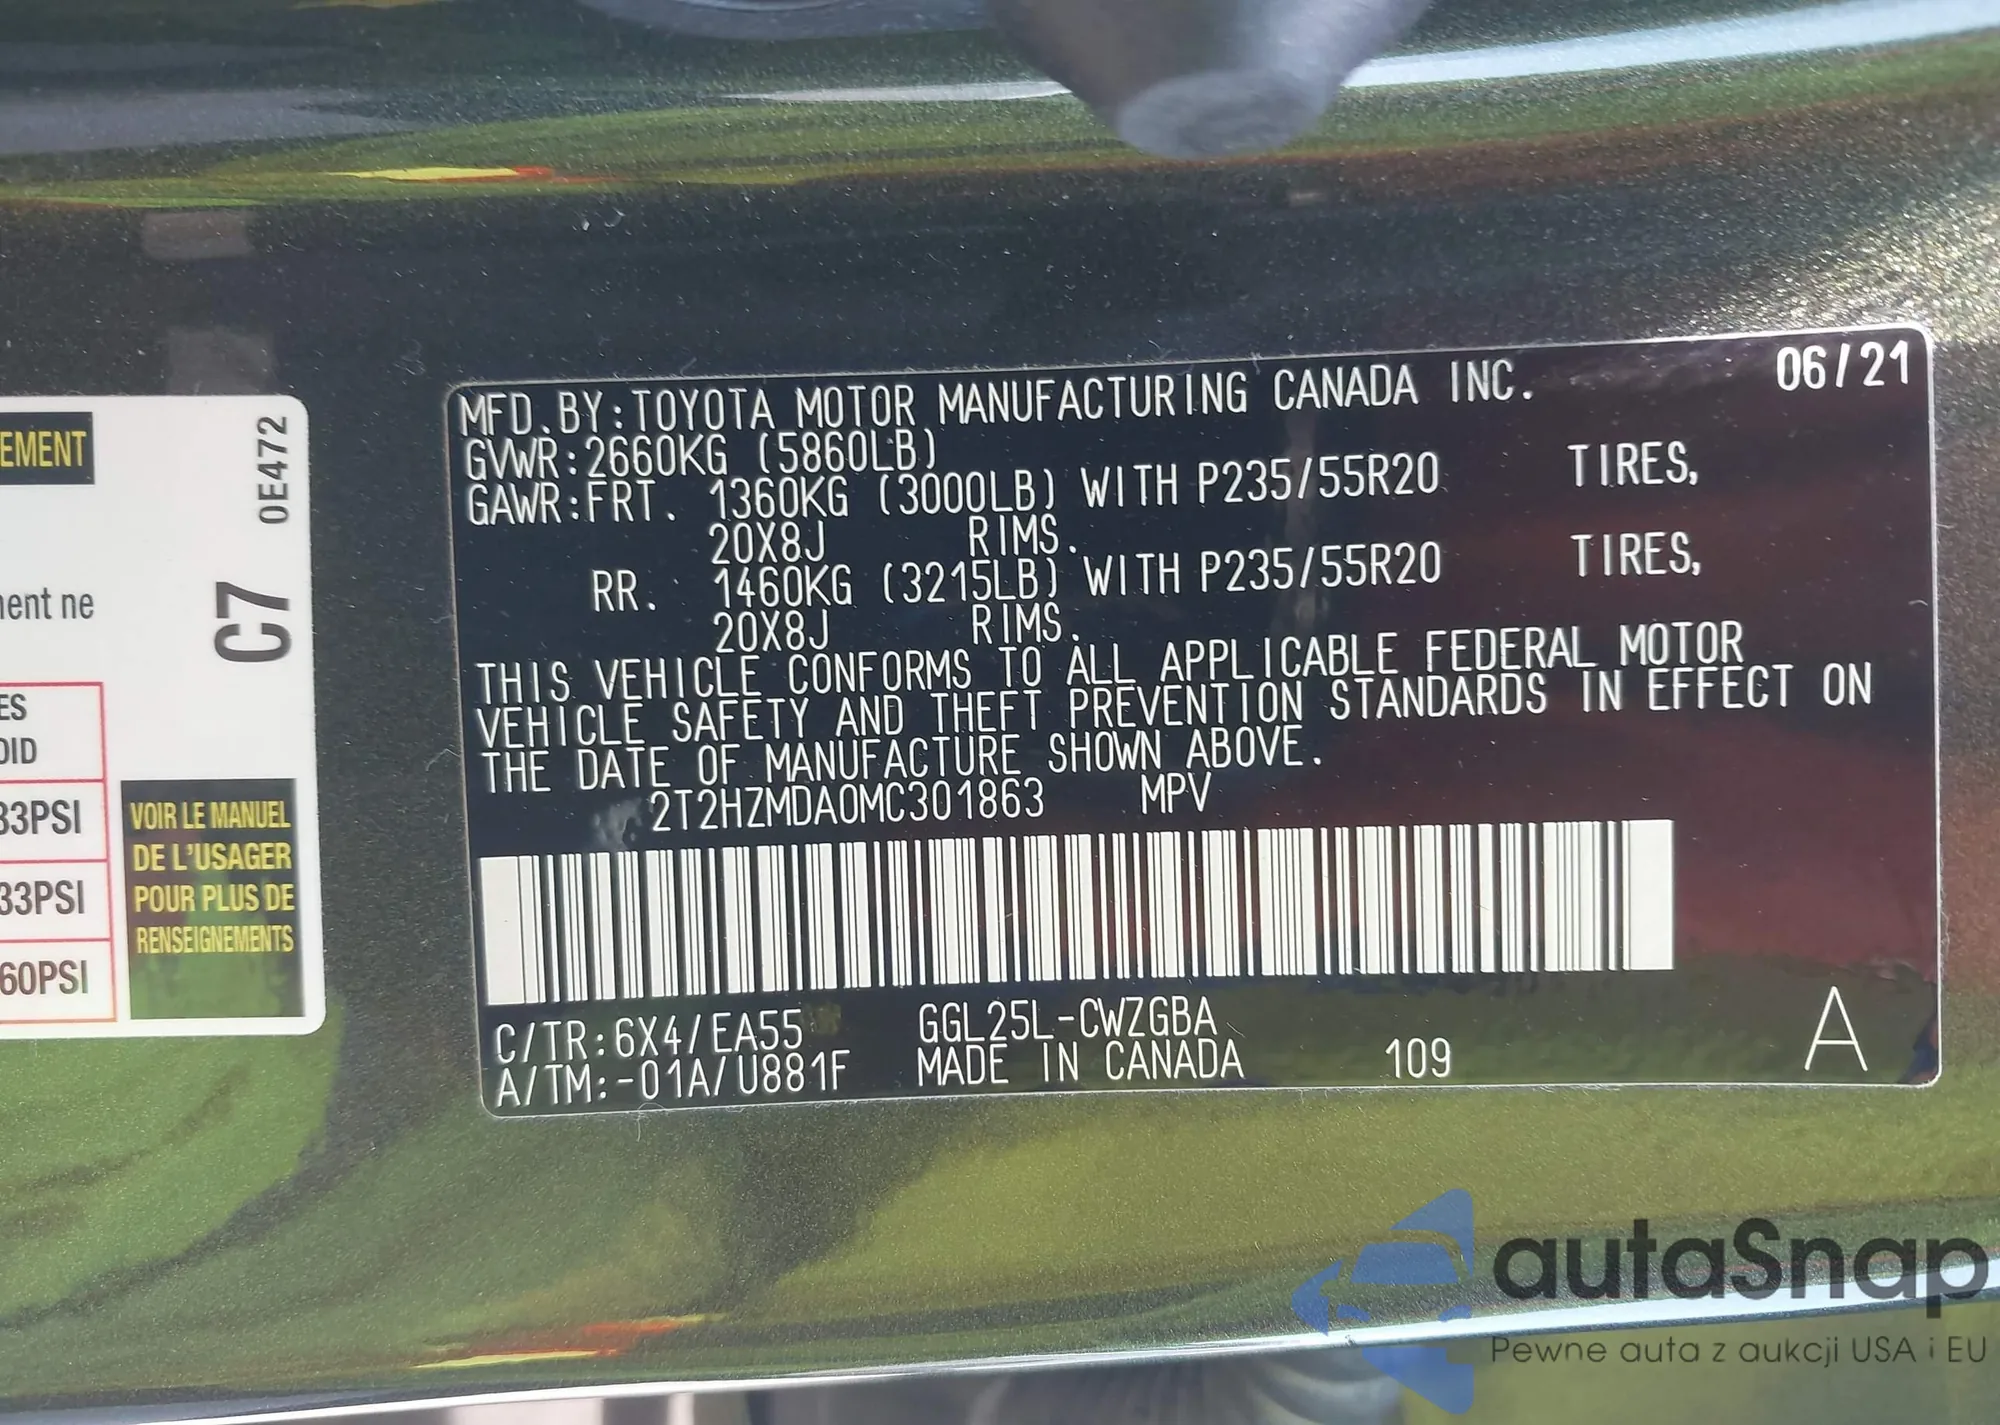 EMENT
0E472
ment ne
C7
ES
OID
33PSI
33PSI
60PSI
VOIR LE MANUEL
DE L'USAGER
POUR PLUS DE
RENSEIGNEMENTS
MFD.BY:TOYOTA MOTOR MANUFACTURING CANADA INC. 06/21
GVWR:2660KG (5860LB)
GAWR:FRT. 1360KG (3000LB) WITH P235/55R20 TIRES,
20X8J RIMS.
RR. 1460KG (3215LB) WITH P235/55R20 TIRES,
20X8J RIMS.
THIS VEHICLE CONFORMS TO ALL APPLICABLE FEDERAL MOTOR
VEHICLE SAFETY AND THEFT PREVENTION STANDARDS IN EFFECT ON
THE DATE OF MANUFACTURE SHOWN ABOVE.
2T2HZMDA0MC301863 MPV
C/TR:6X4/EA55 GGL25L-CWZGBA
A/TM:-01A/U881F MADE IN CANADA 109 A
autaSnap
Pewne auta z aukcji USA i EU